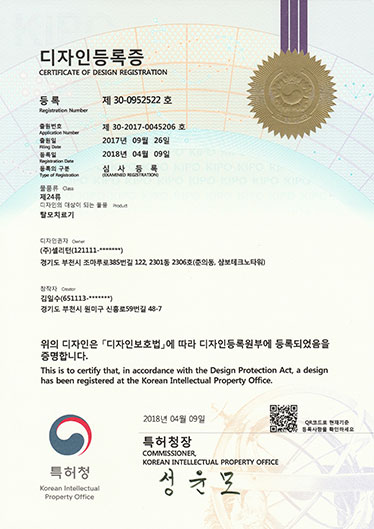 디자인등록증
CERTIFICATE OF DESIGN REGISTRATION
등록 제 30-0952522 호
Registration Number
출원번호 제 30-2017-0045206 호
Application Number
출원일 2017년 09월 26일
Filing Date
등록일 2018년 04월 09일
Registration Date
등록의 구분 심사등록
Type of Registration (EXAMINED REGISTRATION)
물품류 Class
제24류
디자인의 대상이 되는 물품 Product
탈모치료기
디자인권자 Owner
(주)셀리턴(121111-*******)
경기도 부천시 조마루로385번길 122, 2301동 2306호(춘의동, 삼보테크노타워)
창작자 Creator
김일수(651113-*******)
경기도 부천시 원미구 신흥로59번길 48-7
위의 디자인은 「디자인보호법」에 따라 디자인등록원부에 등록되었음을
증명합니다.
This is to certify that, in accordance with the Design Protection Act, a design
has been registered at the Korean Intellectual Property Office.
2018년 04월 09일
QR코드로 현재기준
등록사항을 확인하세요
특허청
Korean Intellectual
Property Office
특허청장
COMMISSIONER,
KOREAN INTELLECTUAL PROPERTY OFFICE
성윤모